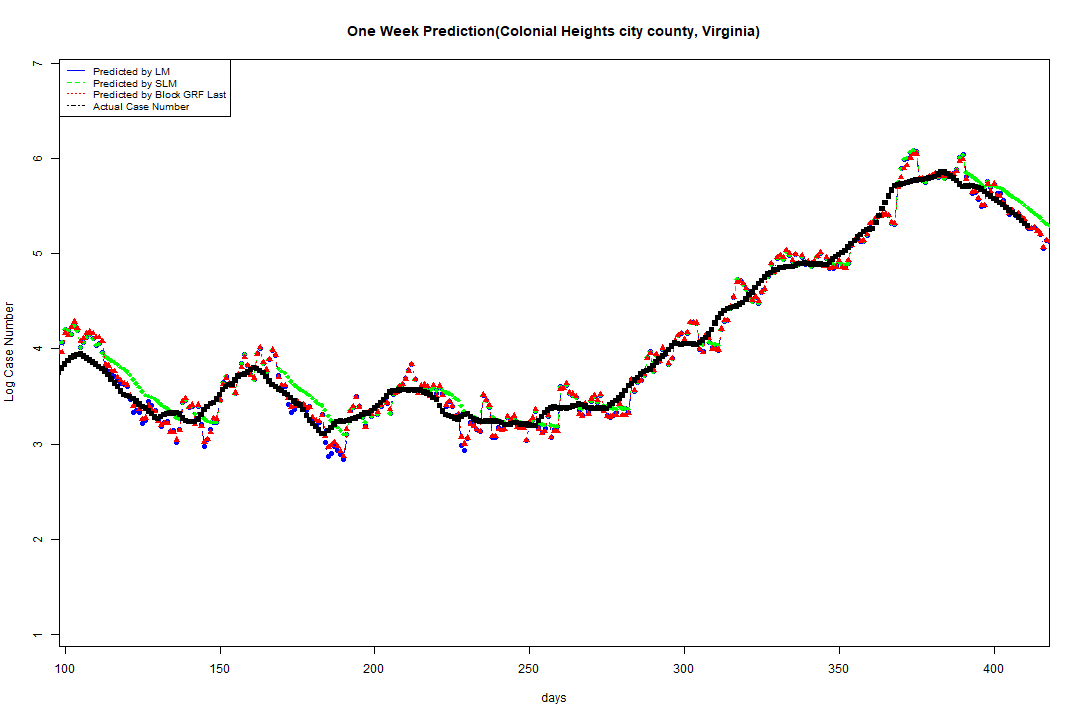 One Week Prediction(Colonial Heights city county, Virginia)
7
Predicted by LM
Predicted by SLM
Predicted by Block GRF Last
Actual Case Number
6
5
4
3
2
1
Log Case Number
100 150 200 250 300 350 400
days